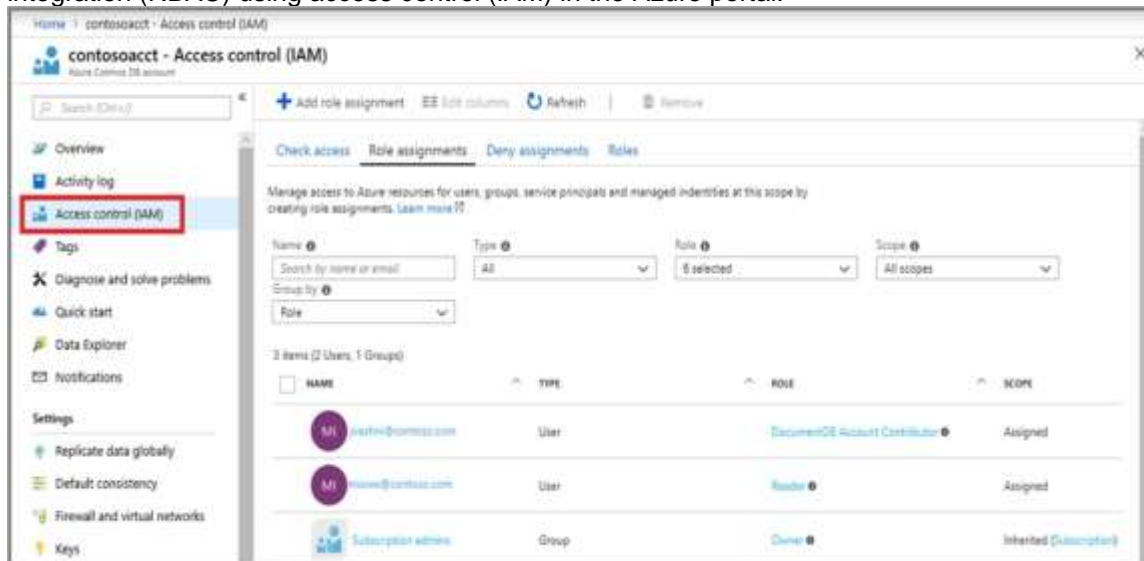 integration (RBAC) using access control (IAM) in the Azure portal.
Home > contosoacct - Access control (IAM)
contosoacct - Access control (IAM)
Azure Cosmos DB account
Search (Ctrl+/)
Add role assignment Edit columns Refresh Remove
Overview
Activity log
Access control (IAM)
Tags
Diagnose and solve problems
Quick start
Data Explorer
Notifications
Settings
Replicate data globally
Default consistency
Firewall and virtual networks
Keys
Check access Role assignments Deny assignments Roles
Manage access to Azure resources for users, groups, service principals and managed indentities at this scope by
creating role assignments. Learn more
Name Type Role Scope
Search by name or email All 6 selected All scopes
Group by
Role
3 items (2 Users, 1 Groups)
NAME TYPE ROLE SCOPE
MI User DocumentDB Account Contributor Assigned
MI User Reader Assigned
Subscription admins Group Owner Inherited (Subscription)